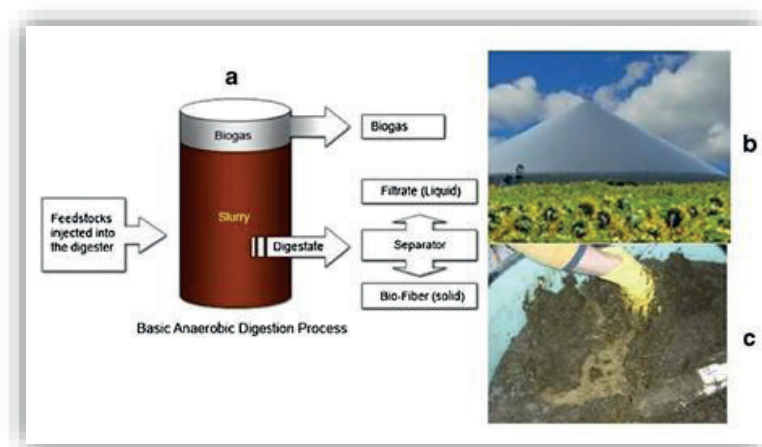 a
Biogas
Biogas
b
Filtrate (Liquid)
Feedstocks
injected into
the digester
Slurry
Digestate
Separator
Bio-Fiber (solid)
Basic Anaerobic Digestion Process
c